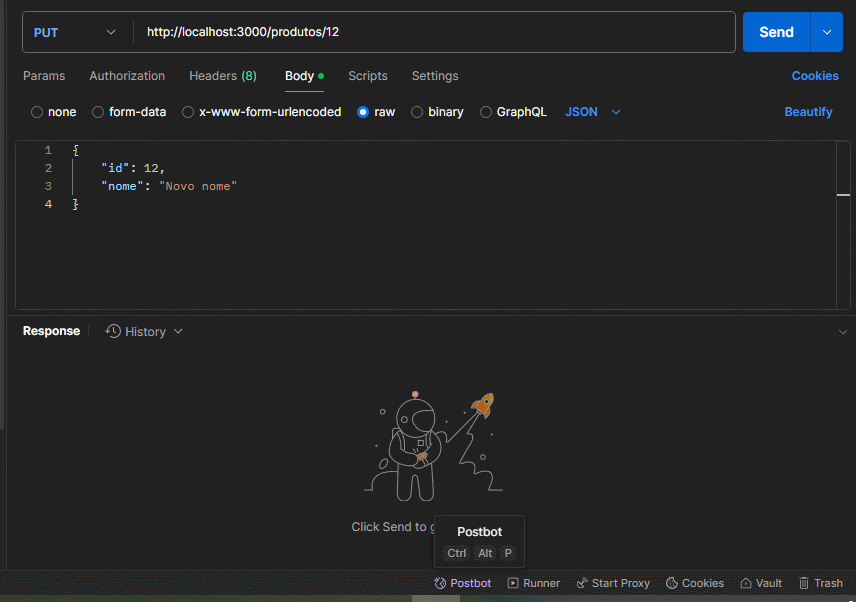 PUT http://localhost:3000/produtos/12 Send
Params Authorization Headers (8) Body Scripts Settings Cookies
none form-data x-www-form-urlencoded raw binary GraphQL JSON Beautify
1 {
2 "id": 12,
3 "nome": "Novo nome"
4 }
Response History
Click Send to
Postbot
Ctrl Alt P
Postbot Runner Start Proxy Cookies Vault Trash